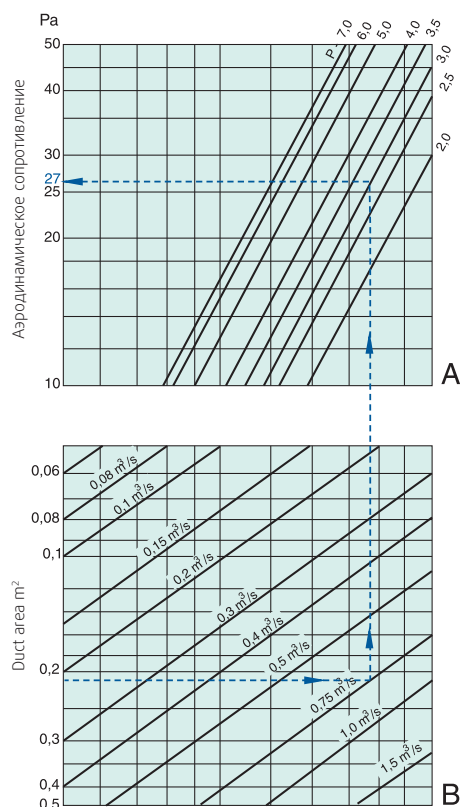 Pa
P 7,0 6,0 5,0 4,0 3,5
50
3,0
40
2,5
2,0
30
27
25
20
10
Аэродинамическое сопротивление
A
0,06
0,08
0,1
0,2
0,3
0,4
0,5
Duct area m²
0,08 m³/s
0,1 m³/s
0,15 m³/s
0,2 m³/s
0,3 m³/s
0,4 m³/s
0,5 m³/s
0,75 m³/s
1,0 m³/s
1,5 m³/s
B